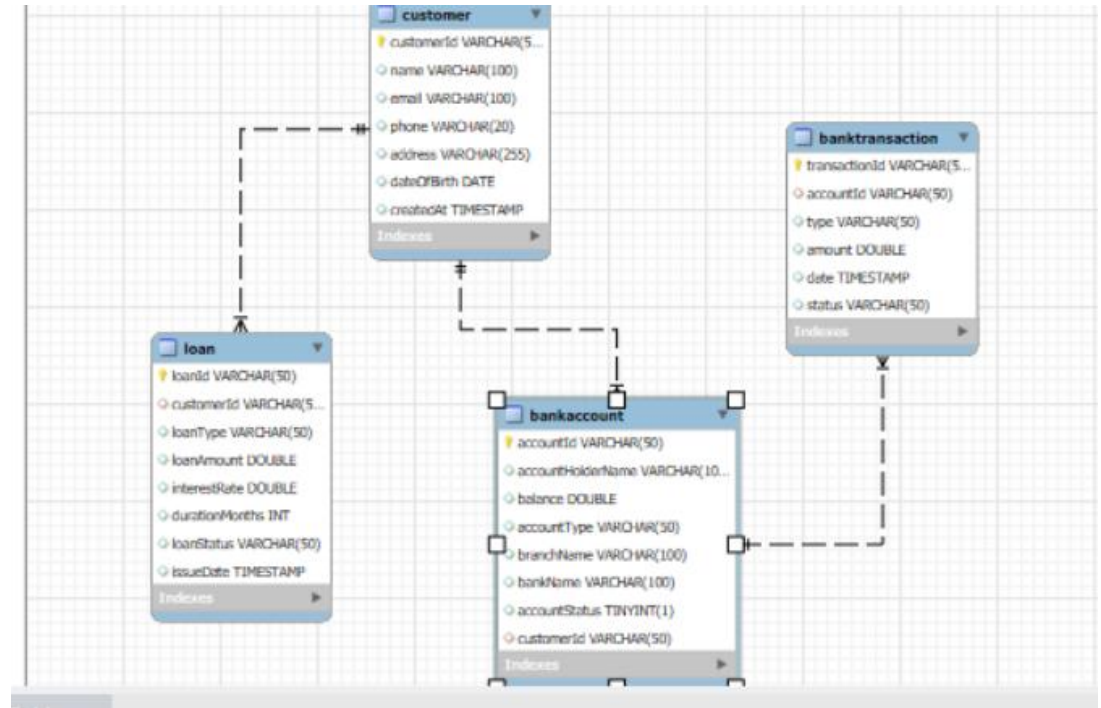 customer
customerId VARCHAR(5...
name VARCHAR(100)
email VARCHAR(100)
phone VARCHAR(20)
address VARCHAR(255)
dateOfBirth DATE
createdAt TIMESTAMP
Indexes
banktransaction
transactionId VARCHAR(5...
accountId VARCHAR(50)
type VARCHAR(50)
amount DOUBLE
date TIMESTAMP
status VARCHAR(50)
Indexes
loan
loanId VARCHAR(50)
customerId VARCHAR(5...
loanType VARCHAR(50)
loanAmount DOUBLE
interestRate DOUBLE
durationMonths INT
loanStatus VARCHAR(50)
issueDate TIMESTAMP
Indexes
bankaccount
accountId VARCHAR(50)
accountHolderName VARCHAR(10...
balance DOUBLE
accountType VARCHAR(50)
branchName VARCHAR(100)
bankName VARCHAR(100)
accountStatus TINYINT(1)
customerId VARCHAR(50)
Indexes